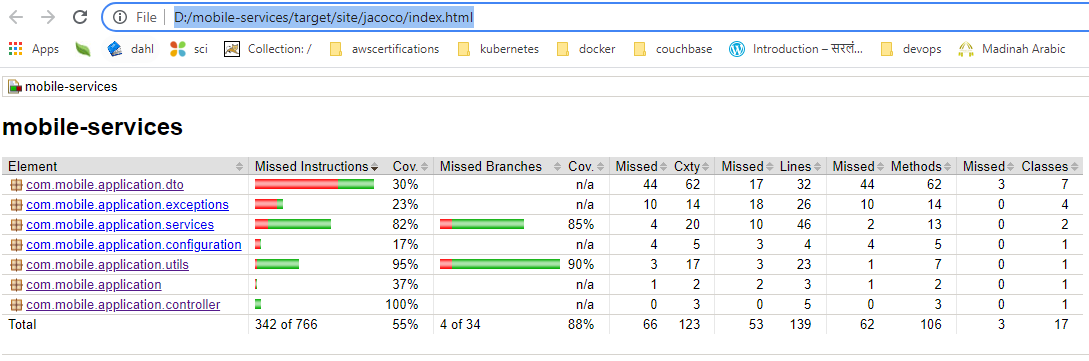 File D:/mobile-services/target/site/jacoco/index.html
Apps dahl sci Collection: / awscertifications kubernetes docker couchbase Introduction – सरलं... devops Madinah Arabic
mobile-services
mobile-services
Element Missed Instructions Cov. Missed Branches Cov. Missed Cxty Missed Lines Missed Methods Missed Classes
com.mobile.application.dto 30% n/a 44 62 17 32 44 62 3 7
com.mobile.application.exceptions 23% n/a 10 14 18 26 10 14 0 4
com.mobile.application.services 82% 85% 4 20 10 46 2 13 0 2
com.mobile.application.configuration 17% n/a 4 5 3 4 4 5 0 1
com.mobile.application.utils 95% 90% 3 17 3 23 1 7 0 1
com.mobile.application 37% n/a 1 2 2 3 1 2 0 1
com.mobile.application.controller 100% n/a 0 3 0 5 0 3 0 1
Total 342 of 766 55% 4 of 34 88% 66 123 53 139 62 106 3 17